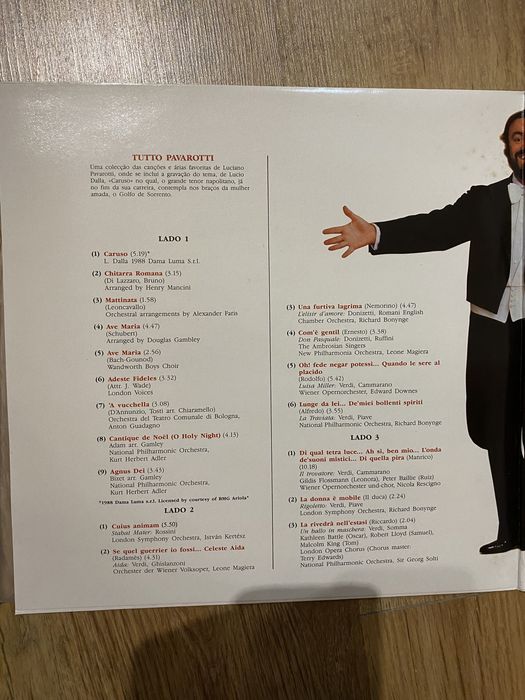 TUTTO PAVAROTTI
Uma colecção das canções e árias favoritas de Luciano
Pavarotti, onde se inclui a gravação do tema, de Lucio
Dalla, «Caruso» no qual, o grande tenor napolitano, já
no fim da sua carreira, contempla nos braços da mulher
amada, o Golfo de Sorrento.
LADO 1
(1) Caruso (5.19)*
L. Dalla 1988 Dama Luma S.r.l.
(2) Chitarra Romana (3.15)
(Di Lazzaro, Bruno)
Arranged by Henry Mancini
(3) Mattinata (1.58)
(Leoncavallo)
Orchestral arrangements by Alexander Paris
(4) Ave Maria (4.47)
(Schubert)
Arranged by Douglas Gambley
(5) Ave Maria (2.56)
(Bach-Gounod)
Wandworth Boys Choir
(6) Adeste Fideles (3.32)
(Attr. J. Wade)
London Voices
(7) 'A vucchella (3.08)
(D'Annunzio, Tosti arr. Chiaramello)
Orchestra del Teatro Comunale di Bologna,
Anton Guadagno
(8) Cantique de Noël (O Holy Night) (4.13)
Adam arr. Gamley
National Philharmonic Orchestra,
Kurt Herbert Adler
(9) Agnus Dei (3.43)
Bizet arr. Gamley
National Philharmonic Orchestra,
Kurt Herbert Adler
*1988 Dama Luma s.r.l. Licensed by courtesy of BMG Ariola*
LADO 2
(1) Cuius animam (5.50)
Stabat Mater: Rossini
London Symphony Orchestra, István Kertész
(2) Se quel guerrier io fossi... Celeste Aida
(Radamès) (4.31)
Aida: Verdi, Ghislanzoni
Orchester der Wiener Volksoper, Leone Magiera
(3) Una furtiva lagrima (Nemorino) (4.47)
L'elisir d'amore: Donizetti, Romani English
Chamber Orchestra, Richard Bonynge
(4) Com'è gentil (Ernesto) (3.38)
Don Pasquale: Donizetti, Ruffini
The Ambrosian Singers
New Philharmonia Orchestra, Leone Magiera
(5) Oh! fede negar potessi... Quando le sere al
placido
(Rodolfo) (5.42)
Luisa Miller: Verdi, Cammarano
Wiener Opernorchester, Edward Downes
(6) Lunge da lei... De'miei bollenti spiriti
(Alfredo) (3.55)
La Traviata: Verdi, Piave
National Philharmonic Orchestra, Richard Bonynge
LADO 3
(1) Di qual tetra luce... Ah sì, ben mio... L'onda
de'suoni mistici... Di quella pira (Manrico)
(10.18)
Il trovatore: Verdi, Cammarano
Gildis Flossmann (Leonora), Peter Baillie (Ruiz)
Wiener Opernorchester und-chor, Nicola Rescigno
(2) La donna è mobile (Il duca) (2.24)
Rigoletto: Verdi, Piave
London Symphony Orchestra, Richard Bonynge
(3) La rivedrà nell'estasi (Riccardo) (2.04)
Un ballo in maschera: Verdi, Somma
Kathleen Battle (Oscar), Robert Lloyd (Samuel),
Malcolm King (Tom)
London Opera Chorus (Chorus master:
Terry Edwards)
National Philharmonic Orchestra, Sir Georg Solti